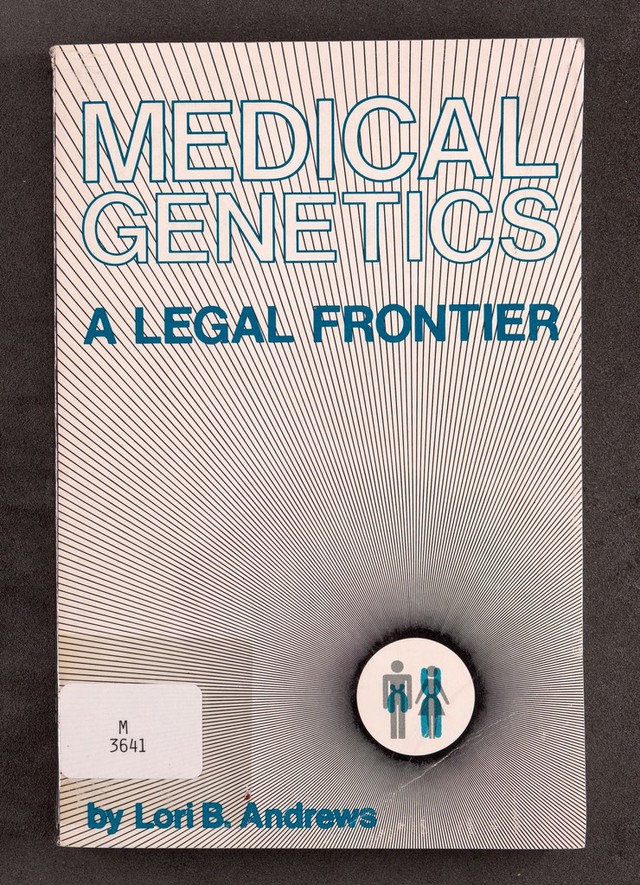 MEDICAL
GENETICS
A LEGAL FRONTIER
M
3641
by Lori B. Andrews